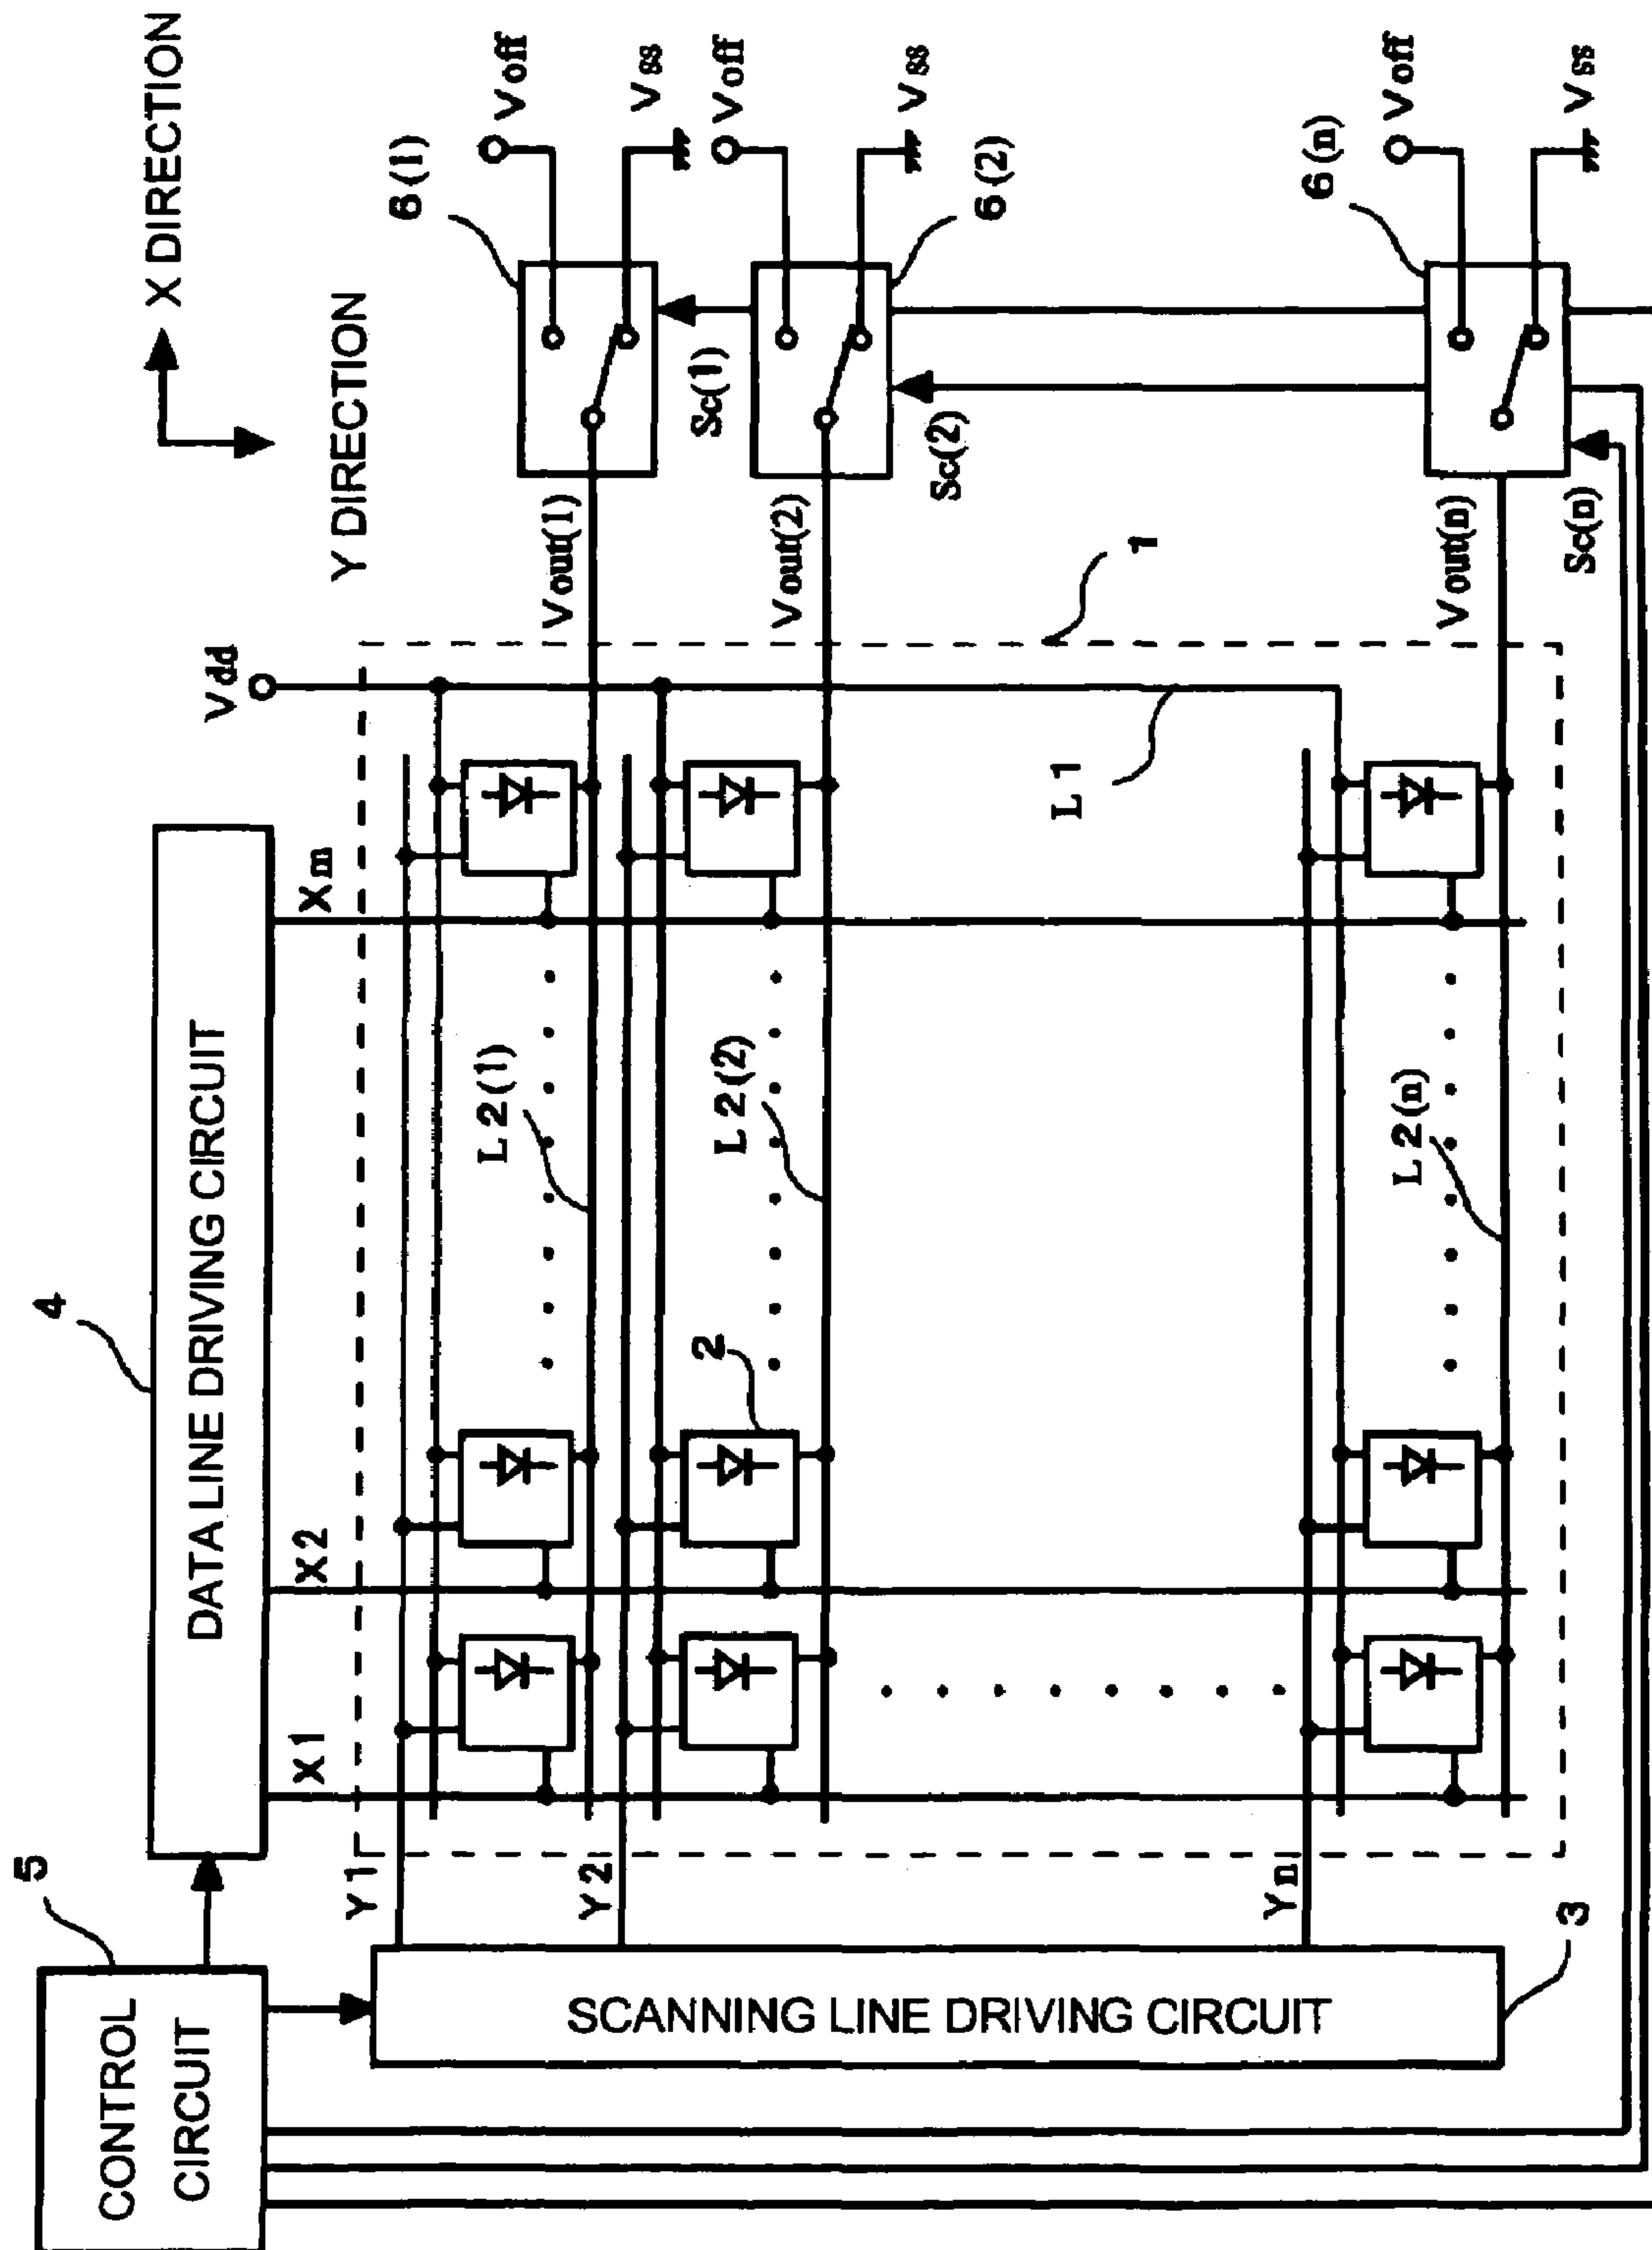 X DIRECTION
Y DIRECTION
5
CONTROL
CIRCUIT
4
DATA LINE DRIVING CIRCUIT
X1
X2
Xm
Vdd
6(1)
Voff
Vss
Y1
L2(1)
Vout(1)
Sc(1)
Voff
Vss
6(2)
Y2
2
L2(2)
Vout(2)
Sc(2)
1
SCANNING LINE DRIVING CIRCUIT
L1
6(n)
Voff
Vss
Yn
L2(n)
Vout(n)
Sc(n)
3